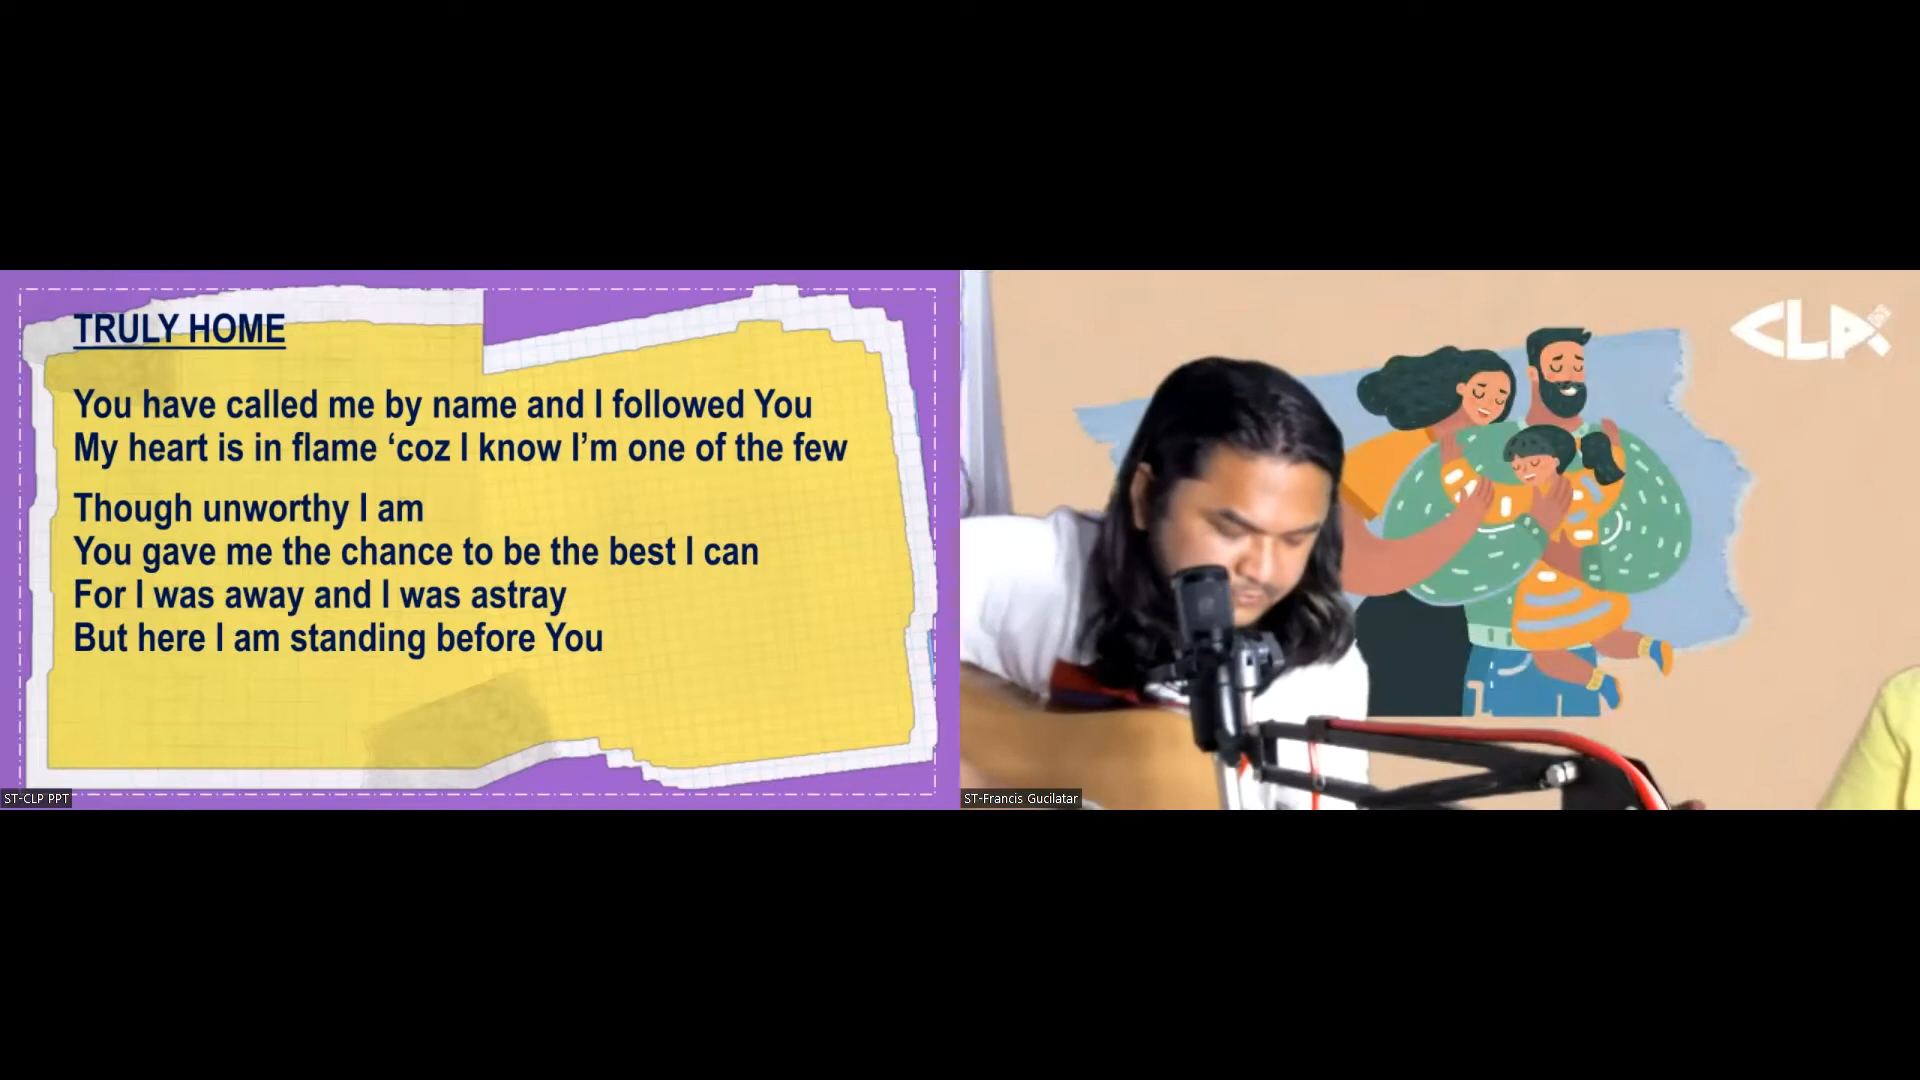 TRULY HOME
You have called me by name and I followed You
My heart is in flame ‘coz I know I’m one of the few
Though unworthy I am
You gave me the chance to be the best I can
For I was away and I was astray
But here I am standing before You
ST-CLP PPT
CLP
ST-Francis Gucilatar